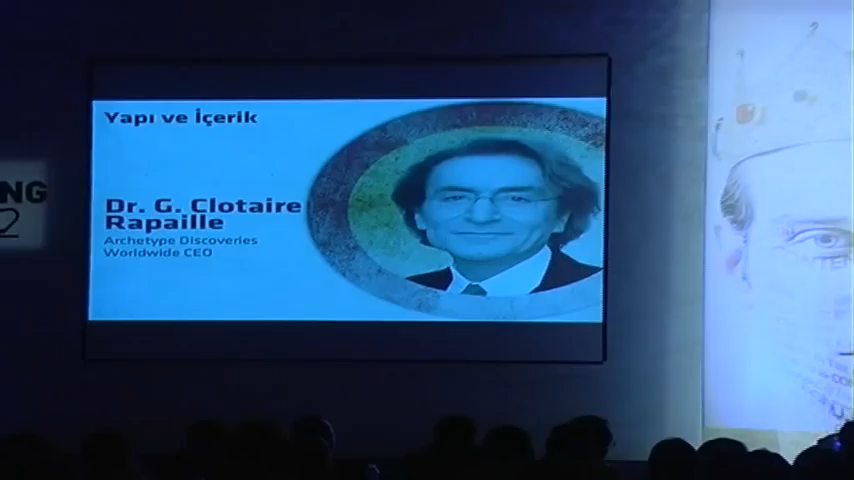 Yapı ve İçerik
Dr. G. Clotaire
Rapaille
Archetype Discoveries
Worldwide CEO
NG
2